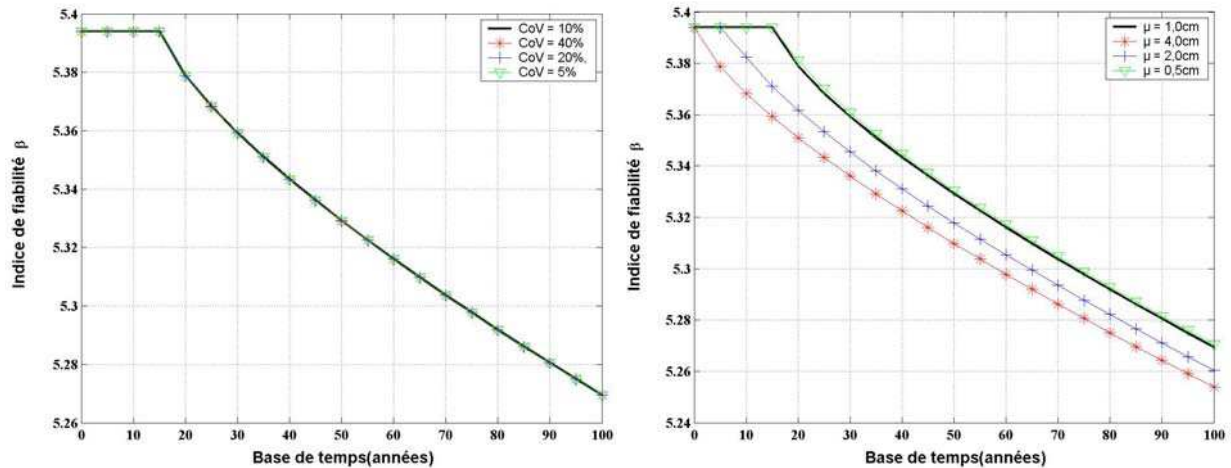 5.4
5.38
5.36
5.34
5.32
5.3
5.28
5.26
Indice de fiabilité β
0 10 20 30 40 50 60 70 80 90 100
Base de temps(années)
CoV = 10%
CoV = 40%
CoV = 20%,
CoV = 5%
5.4
5.38
5.36
5.34
5.32
5.3
5.28
5.26
5.24
Indice de fiabilité β
0 10 20 30 40 50 60 70 80 90 100
Base de temps(années)
μ = 1,0cm
μ = 4,0cm
μ = 2,0cm
μ = 0,5cm